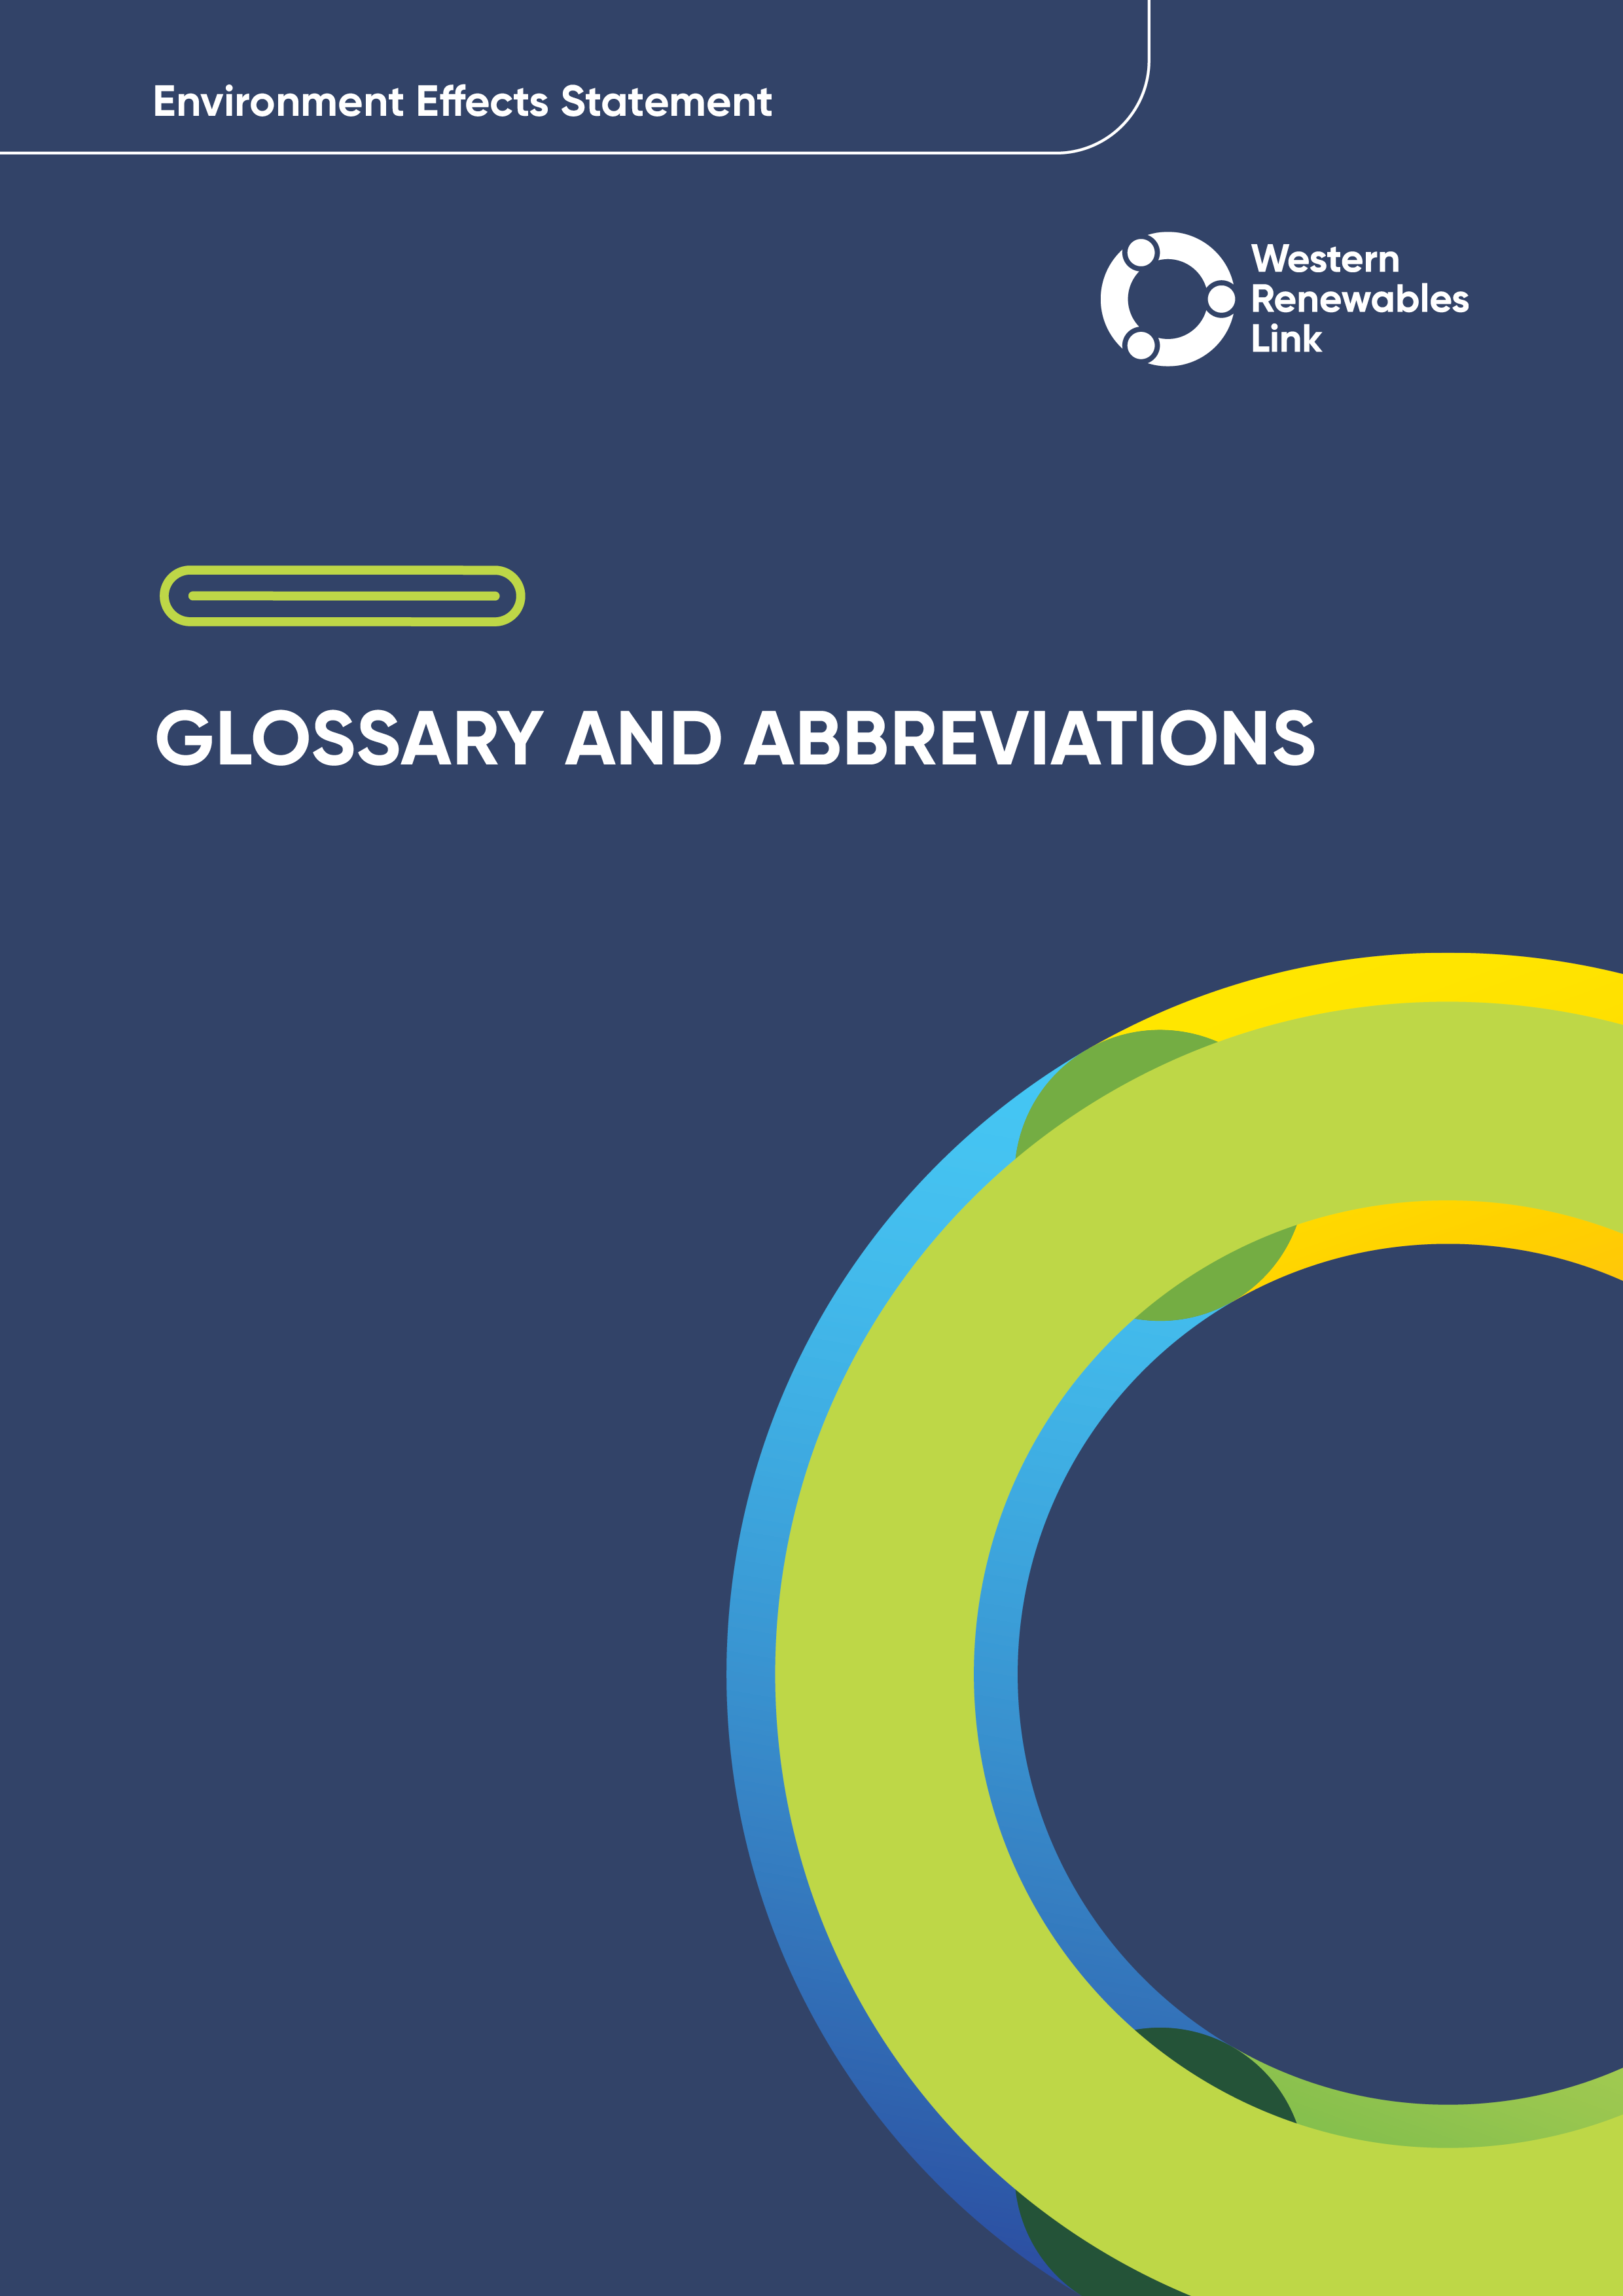 Environment Effects Statement
Western
Renewables
Link
GLOSSARY AND ABBREVIATIONS